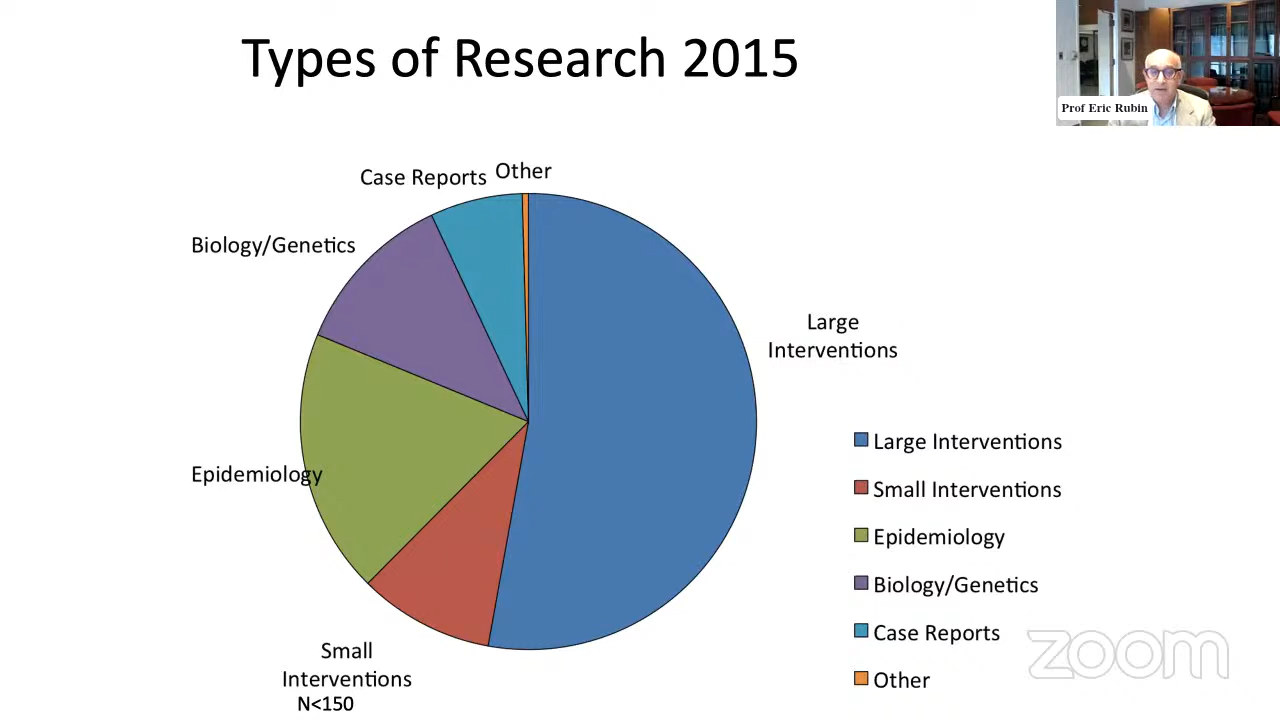 Types of Research 2015
Prof Eric Rubin
Case Reports
Other
Biology/Genetics
Large
Interventions
Epidemiology
Small
Interventions
N<150
Large Interventions
Small Interventions
Epidemiology
Biology/Genetics
Case Reports
Other
zoom